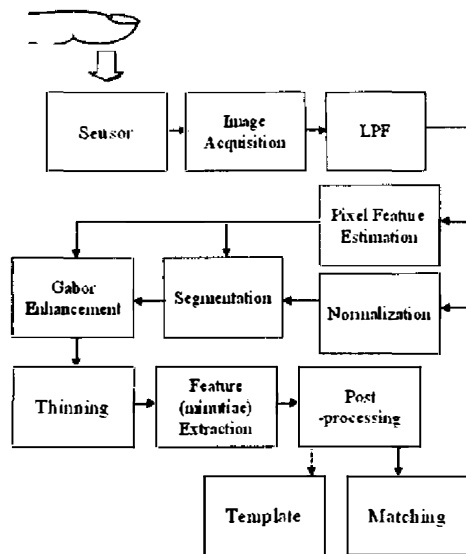 Sensor
Image
Acquisition
LPF
Pixel Feature
Estimation
Gabor
Enhancement
Segmentation
Normalization
Thinning
Feature
(minutiae)
Extraction
Post
-processing
Template
Matching